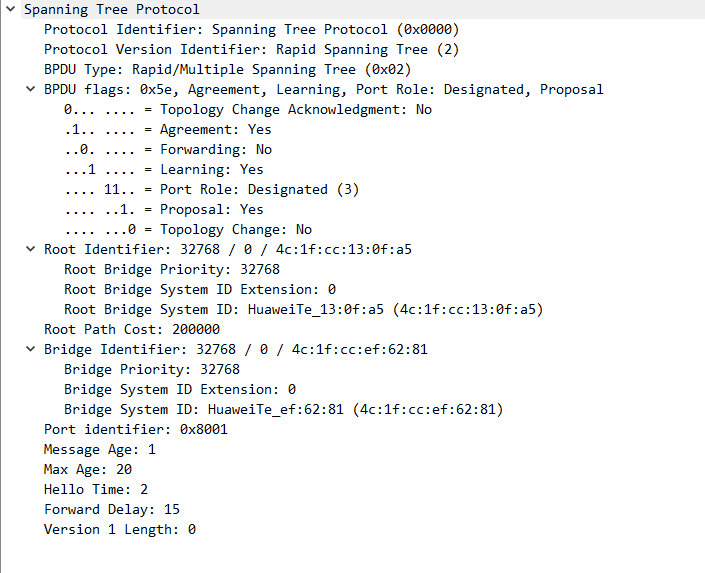 Spanning Tree Protocol
Protocol Identifier: Spanning Tree Protocol (0x0000)
Protocol Version Identifier: Rapid Spanning Tree (2)
BPDU Type: Rapid/Multiple Spanning Tree (0x02)
BPDU flags: 0x5e, Agreement, Learning, Port Role: Designated, Proposal
0... .... = Topology Change Acknowledgment: No
.1.. .... = Agreement: Yes
..0. .... = Forwarding: No
...1 .... = Learning: Yes
.... 11.. = Port Role: Designated (3)
.... ..1. = Proposal: Yes
.... ...0 = Topology Change: No
Root Identifier: 32768 / 0 / 4c:1f:cc:13:0f:a5
Root Bridge Priority: 32768
Root Bridge System ID Extension: 0
Root Bridge System ID: HuaweiTe_13:0f:a5 (4c:1f:cc:13:0f:a5)
Root Path Cost: 200000
Bridge Identifier: 32768 / 0 / 4c:1f:cc:ef:62:81
Bridge Priority: 32768
Bridge System ID Extension: 0
Bridge System ID: HuaweiTe_ef:62:81 (4c:1f:cc:ef:62:81)
Port identifier: 0x8001
Message Age: 1
Max Age: 20
Hello Time: 2
Forward Delay: 15
Version 1 Length: 0